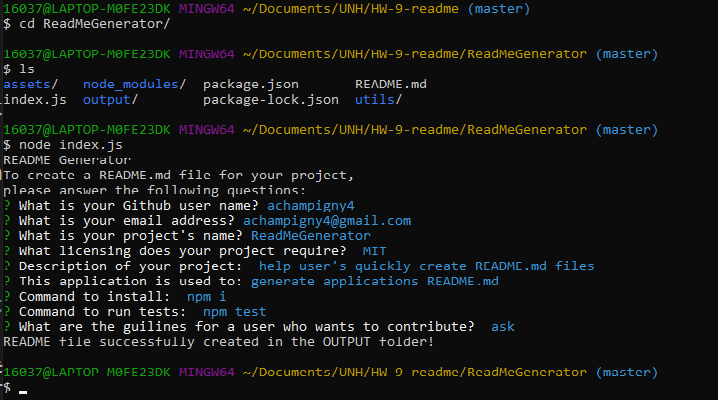 16037@LAPTOP-M0FE23DK MINGW64 ~/Documents/UNH/HW-9-readme (master)
$ cd ReadMeGenerator/
16037@LAPTOP-M0FE23DK MINGW64 ~/Documents/UNH/HW-9-readme/ReadMeGenerator (master)
$ ls
assets/ node_modules/ package.json README.md
index.js output/ package-lock.json utils/
16037@LAPTOP-M0FE23DK MINGW64 ~/Documents/UNH/HW-9-readme/ReadMeGenerator (master)
$ node index.js
README Generator
To create a README.md file for your project,
please answer the following questions:
? What is your Github user name? achampigny4
? What is your email address? achampigny4@gmail.com
? What is your project's name? ReadMeGenerator
? What licensing does your project require? MIT
? Description of your project: help user's quickly create README.md files
? This application is used to: generate applications README.md
? Command to install: npm i
? Command to run tests: npm test
? What are the guilines for a user who wants to contribute? ask
README file successfully created in the OUTPUT folder!
16037@LAPTOP-M0FE23DK MINGW64 ~/Documents/UNH/HW-9-readme/ReadMeGenerator (master)
$